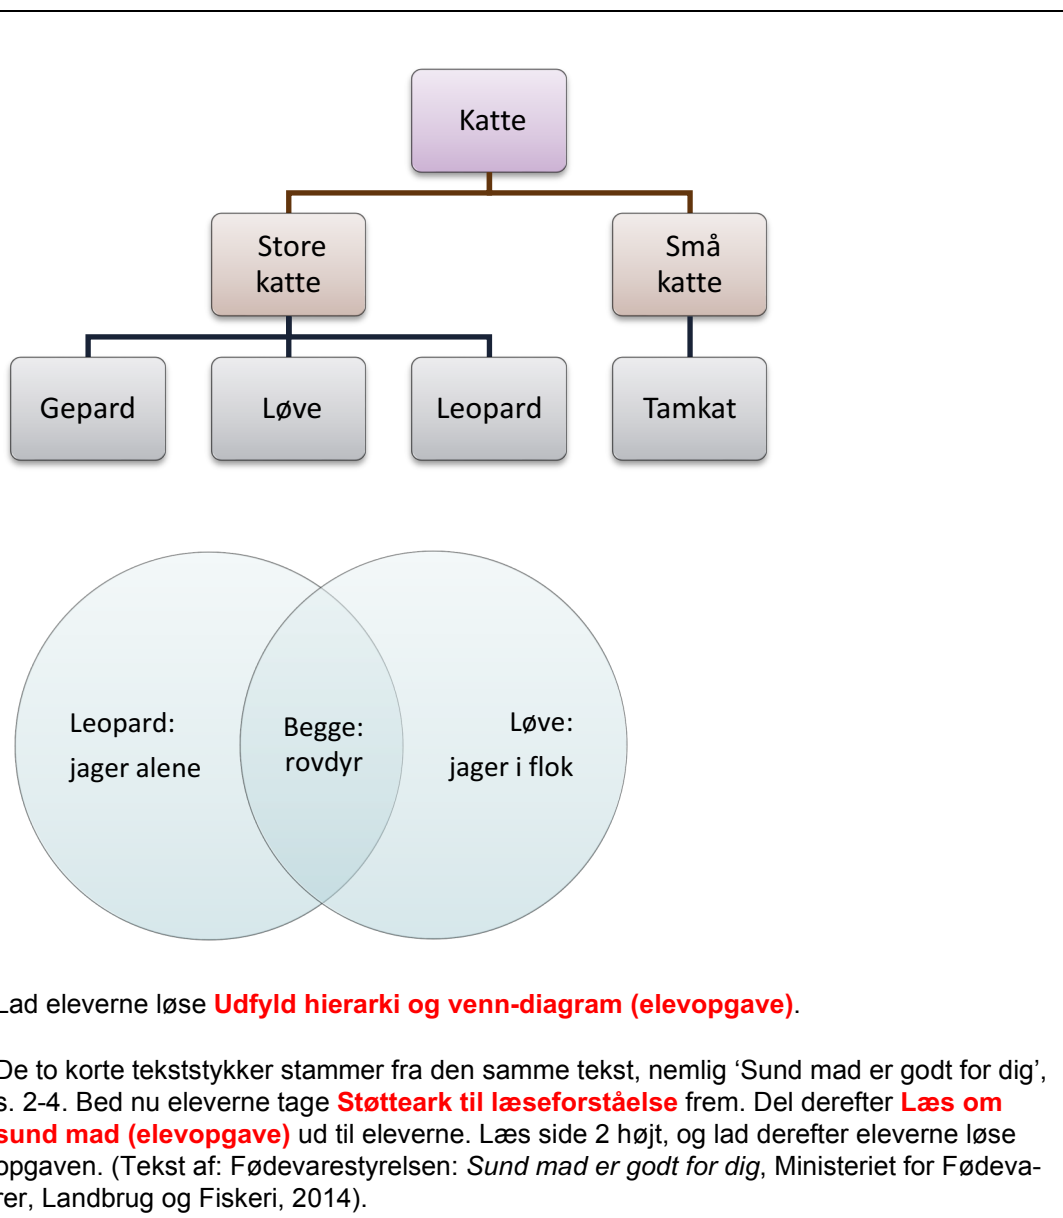 Katte
Store
katte
Små
katte
Gepard
Løve
Leopard
Tamkat
Leopard:
jager alene
Begge:
rovdyr
Løve:
jager i flok
Lad eleverne løse Udfyld hierarki og venn-diagram (elevopgave).
De to korte tekststykker stammer fra den samme tekst, nemlig ‘Sund mad er godt for dig’,
s. 2-4. Bed nu eleverne tage Støtteark til læseforståelse frem. Del derefter Læs om
sund mad (elevopgave) ud til eleverne. Læs side 2 højt, og lad derefter eleverne løse
opgaven. (Tekst af: Fødevarestyrelsen: Sund mad er godt for dig, Ministeriet for Fødeva-
rer, Landbrug og Fiskeri, 2014).